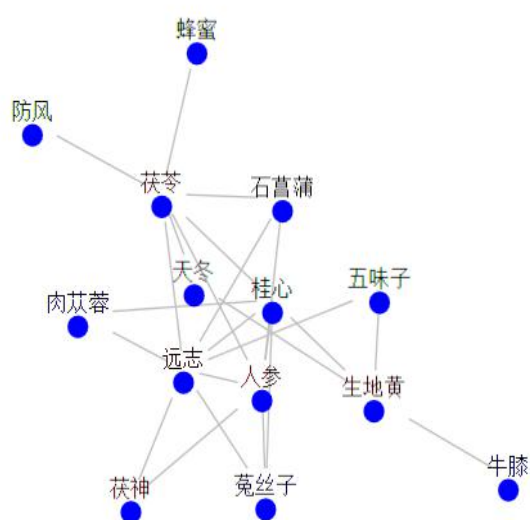 蜂蜜
防风
茯苓
石菖蒲
天冬
桂心
五味子
肉苁蓉
远志
人参
生地黄
牛膝
茯神
菟丝子